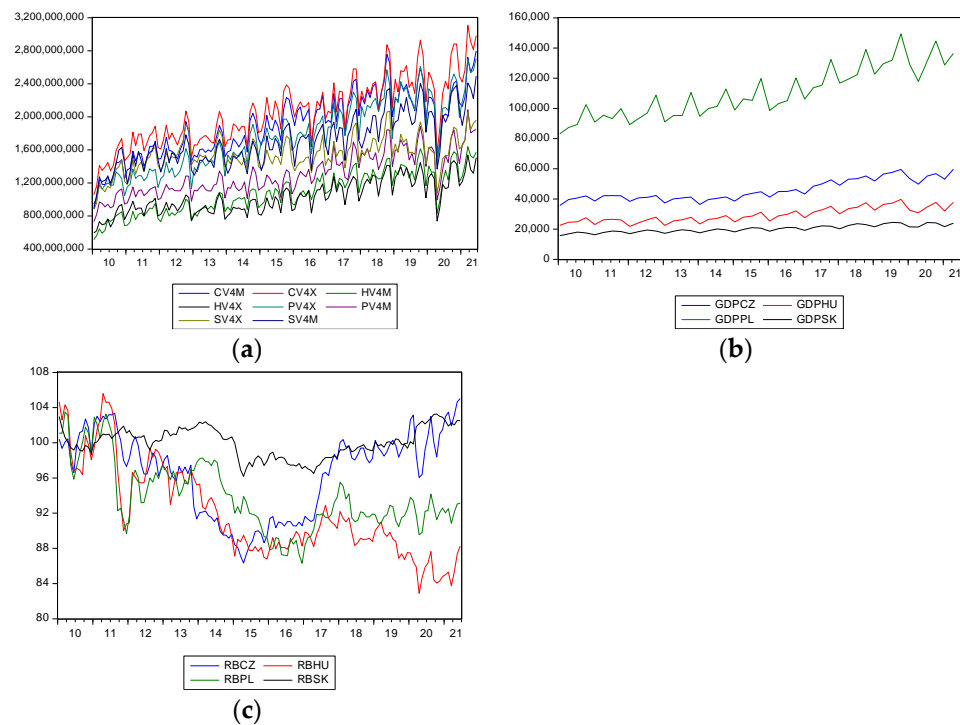 3,200,000,000
2,800,000,000
2,400,000,000
2,000,000,000
1,600,000,000
1,200,000,000
800,000,000
400,000,000
10 11 12 13 14 15 16 17 18 19 20 21
CV4M CV4X HV4M
HV4X PV4X PV4M
SV4X SV4M
(a)
160,000
140,000
120,000
100,000
80,000
60,000
40,000
20,000
0
10 11 12 13 14 15 16 17 18 19 20 21
GDPCZ GDPHU
GDPPL GDPSK
(b)
108
104
100
96
92
88
84
80
10 11 12 13 14 15 16 17 18 19 20 21
RBCZ RBHU
RBPL RBSK
(c)